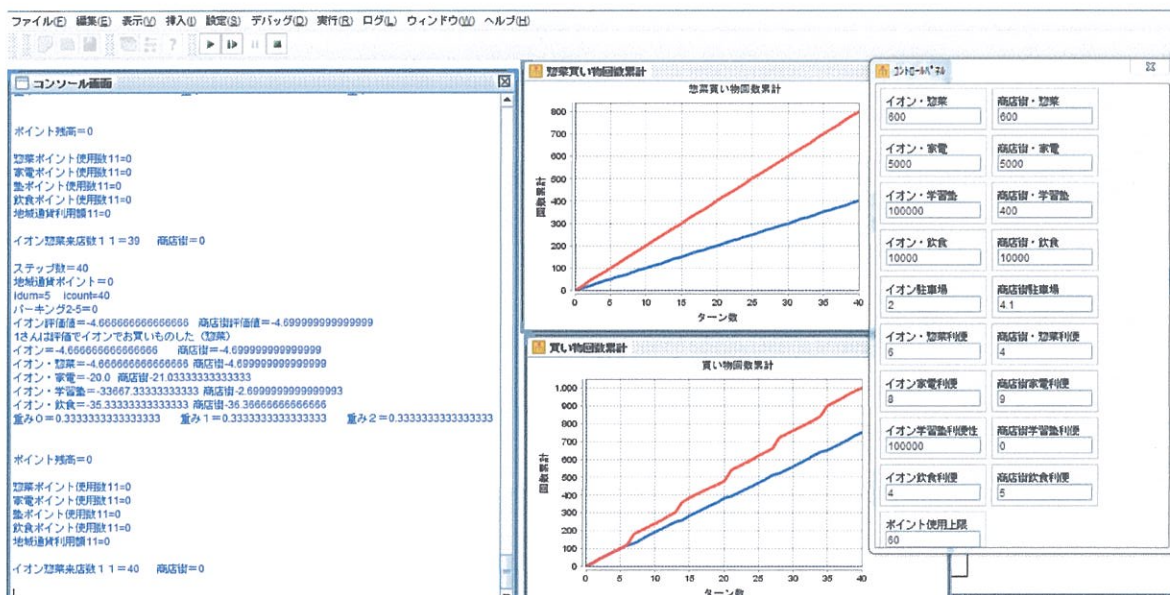 ファイル(F) 編集(E) 表示(V) 挿入(I) 設定(S) デバッグ(D) 実行(R) ログ(L) ウィンドウ(W) ヘルプ(H)
コンソール画面
ポイント残高=0
惣菜ポイント使用数11=0
家電ポイント使用数11=0
塾ポイント使用数11=0
飲食ポイント使用数11=0
地域通貨利用額11=0
イオン惣菜来店数11=39 商店街=0
ステップ数=40
地域通貨ポイント=0
idum=5 icount=40
パーキング2-5=0
イオン評価値=-4.666666666666666 商店街評価値=-4.699999999999999
1さんは評価でイオンでお買いものした(惣菜)
イオン=-4.666666666666666 商店街=-4.699999999999999
イオン・惣菜=-4.666666666666666 商店街-4.699999999999999
イオン・家電=-20.0 商店街-21.03333333333333
イオン・学習塾=-33667.33333333333 商店街-2.6999999999999993
イオン・飲食=-35.33333333333333 商店街-36.36666666666666
重み0=0.3333333333333333 重み1=0.3333333333333333 重み2=0.3333333333333333
ポイント残高=0
惣菜ポイント使用数11=0
家電ポイント使用数11=0
塾ポイント使用数11=0
飲食ポイント使用数11=0
地域通貨利用額11=0
イオン惣菜来店数11=40 商店街=0
惣菜買い物回数累計
惣菜買い物回数累計
回数累計
800
700
600
500
400
300
200
100
0
0 5 10 15 20 25 30 35 40
ターン数
買い物回数累計
買い物回数累計
回数累計
1,000
900
800
700
600
500
400
300
200
100
0
0 5 10 15 20 25 30 35 40
ターン数
コントロールパネル
イオン・惣菜 商店街・惣菜
600 600
イオン・家電 商店街・家電
5000 5000
イオン・学習塾 商店街・学習塾
100000 400
イオン・飲食 商店街・飲食
10000 10000
イオン駐車場 商店街駐車場
2 4.1
イオン・惣菜利便 商店街・惣菜利便
6 4
イオン家電利便 商店街家電利便
8 9
イオン学習塾利便性 商店街学習塾利便
100000 0
イオン飲食利便 商店街飲食利便
4 5
ポイント使用上限
60